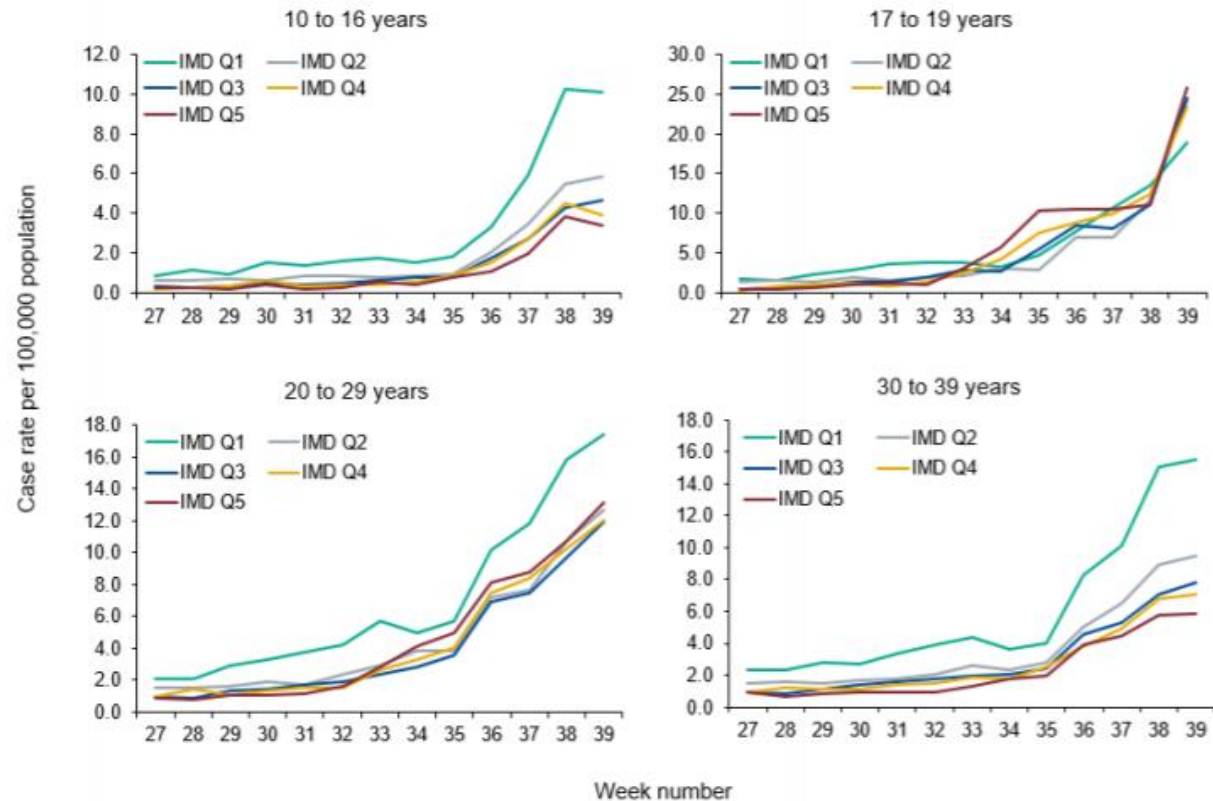 10 to 16 years
12.0
10.0
8.0
6.0
4.0
2.0
0.0
IMD Q1 IMD Q2
IMD Q3 IMD Q4
IMD Q5
27 28 29 30 31 32 33 34 35 36 37 38 39
17 to 19 years
30.0
25.0
20.0
15.0
10.0
5.0
0.0
IMD Q1 IMD Q2
IMD Q3 IMD Q4
IMD Q5
27 28 29 30 31 32 33 34 35 36 37 38 39
Case rate per 100,000 population
20 to 29 years
18.0
16.0
14.0
12.0
10.0
8.0
6.0
4.0
2.0
0.0
IMD Q1 IMD Q2
IMD Q3 IMD Q4
IMD Q5
27 28 29 30 31 32 33 34 35 36 37 38 39
30 to 39 years
18.0
16.0
14.0
12.0
10.0
8.0
6.0
4.0
2.0
0.0
IMD Q1 IMD Q2
IMD Q3 IMD Q4
IMD Q5
27 28 29 30 31 32 33 34 35 36 37 38 39
Week number